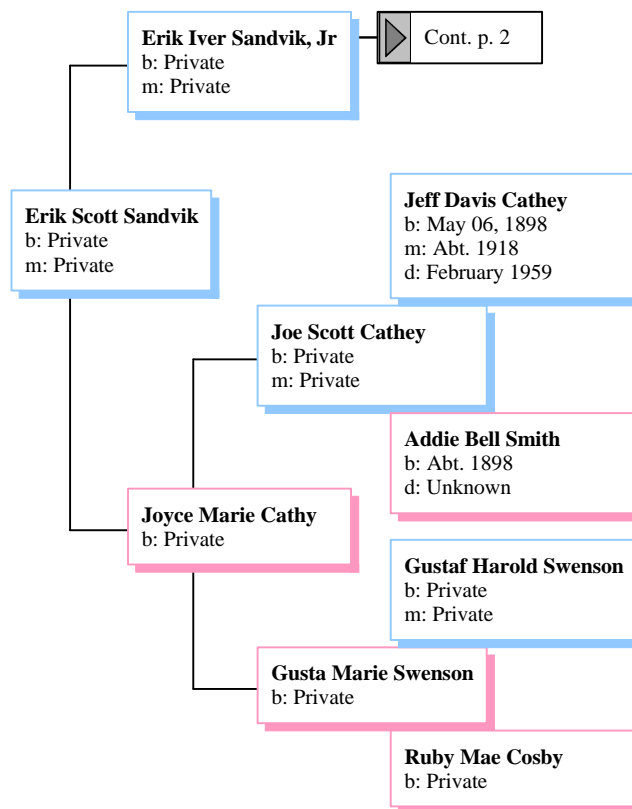 Erik Iver Sandvik, Jr
b: Private
m: Private
Cont. p. 2
Erik Scott Sandvik
b: Private
m: Private
Jeff Davis Cathey
b: May 06, 1898
m: Abt. 1918
d: February 1959
Joe Scott Cathey
b: Private
m: Private
Addie Bell Smith
b: Abt. 1898
d: Unknown
Joyce Marie Cathy
b: Private
Gustaf Harold Swenson
b: Private
m: Private
Gusta Marie Swenson
b: Private
Ruby Mae Cosby
b: Private